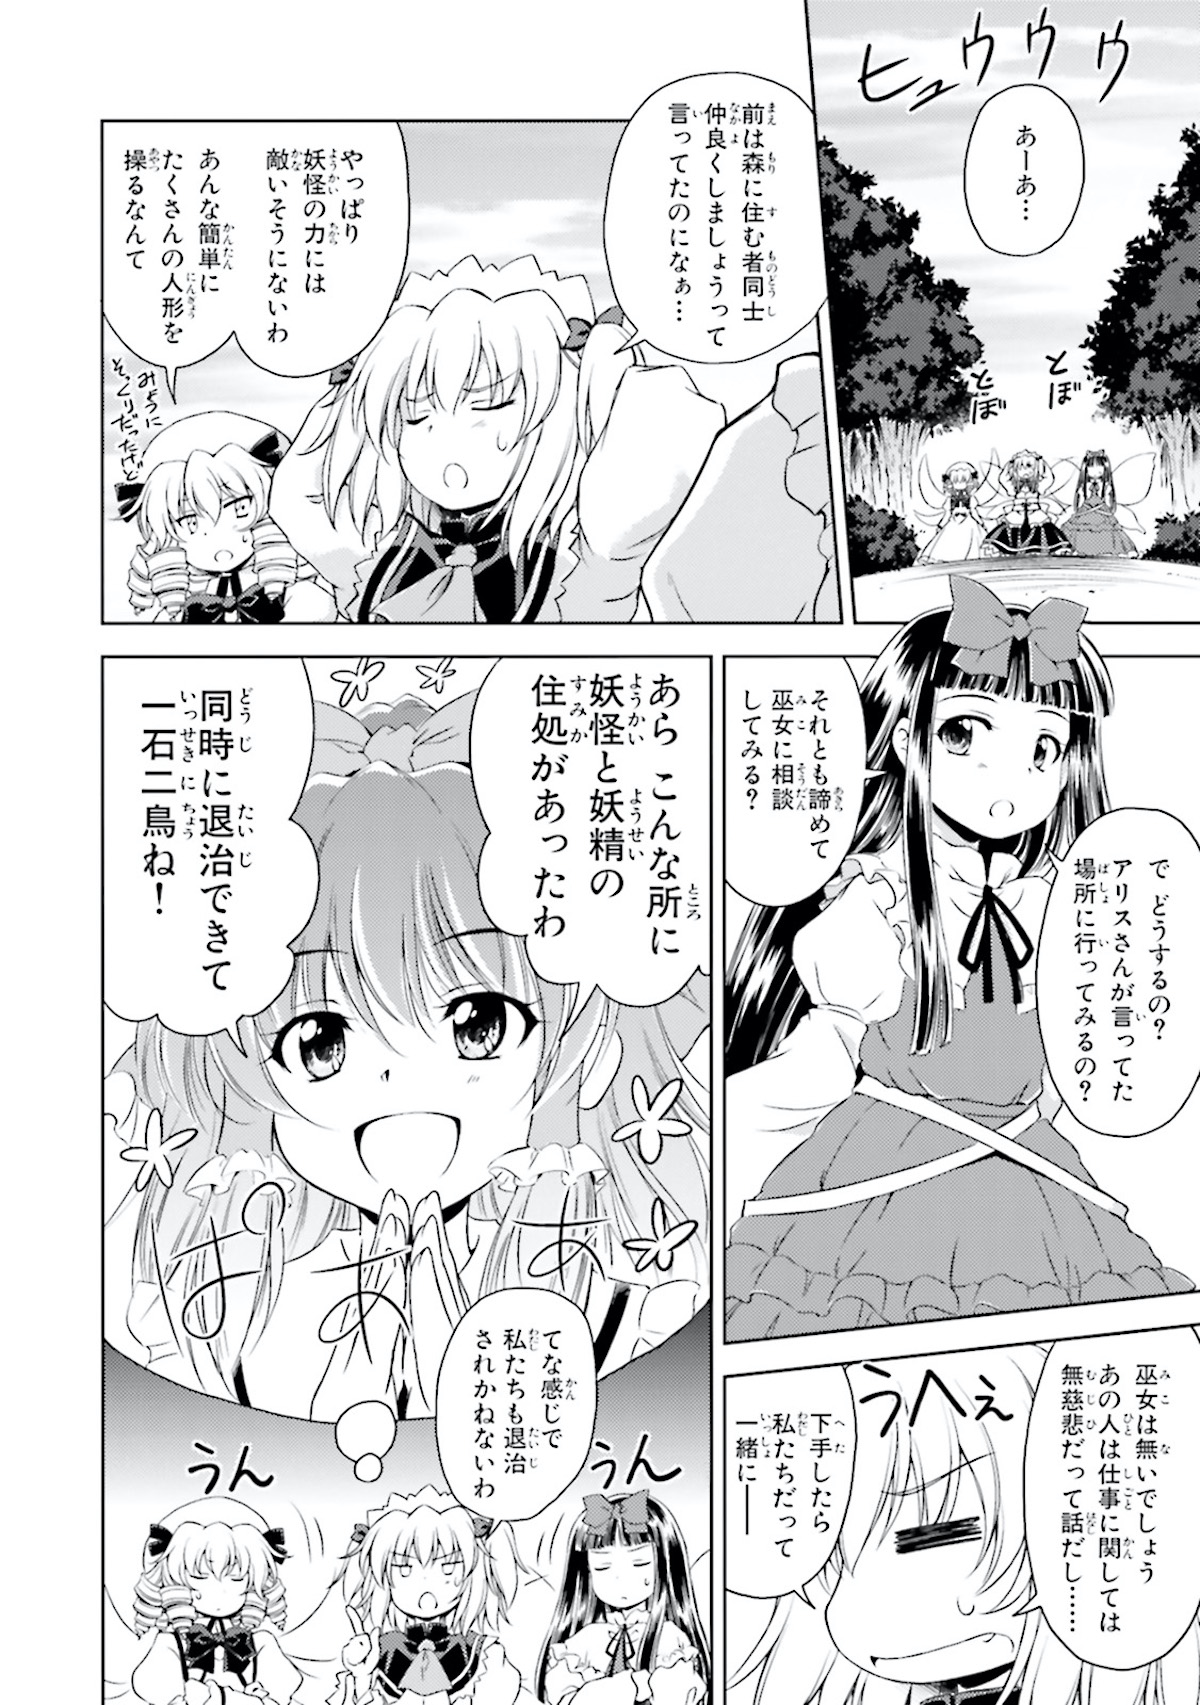 ヒュウウウ
あーあ…
とぼ
とぼ
前は森に住む者同士
仲良くしましょうって
言ってたのになぁ…
やっぱり
妖怪の力には
敵いそうにないわ
あんな簡単に
たくさんの人形を
操るなんて
みょうに
そっくりだったけど
で どうするの?
アリスさんが言ってた
場所に行ってみるの?
それとも諦めて
巫女に相談
してみる?
巫女は無いでしょう
あの人は仕事に関しては
無慈悲だって話だし……
うへぇ
下手したら
私たちだって
一緒に──
あら こんな所に
妖怪と妖精の
住処があったわ
同時に退治できて
一石二鳥ね!
ぱあぁ
てな感じで
私たちも退治
されかねないわ
うん
うん